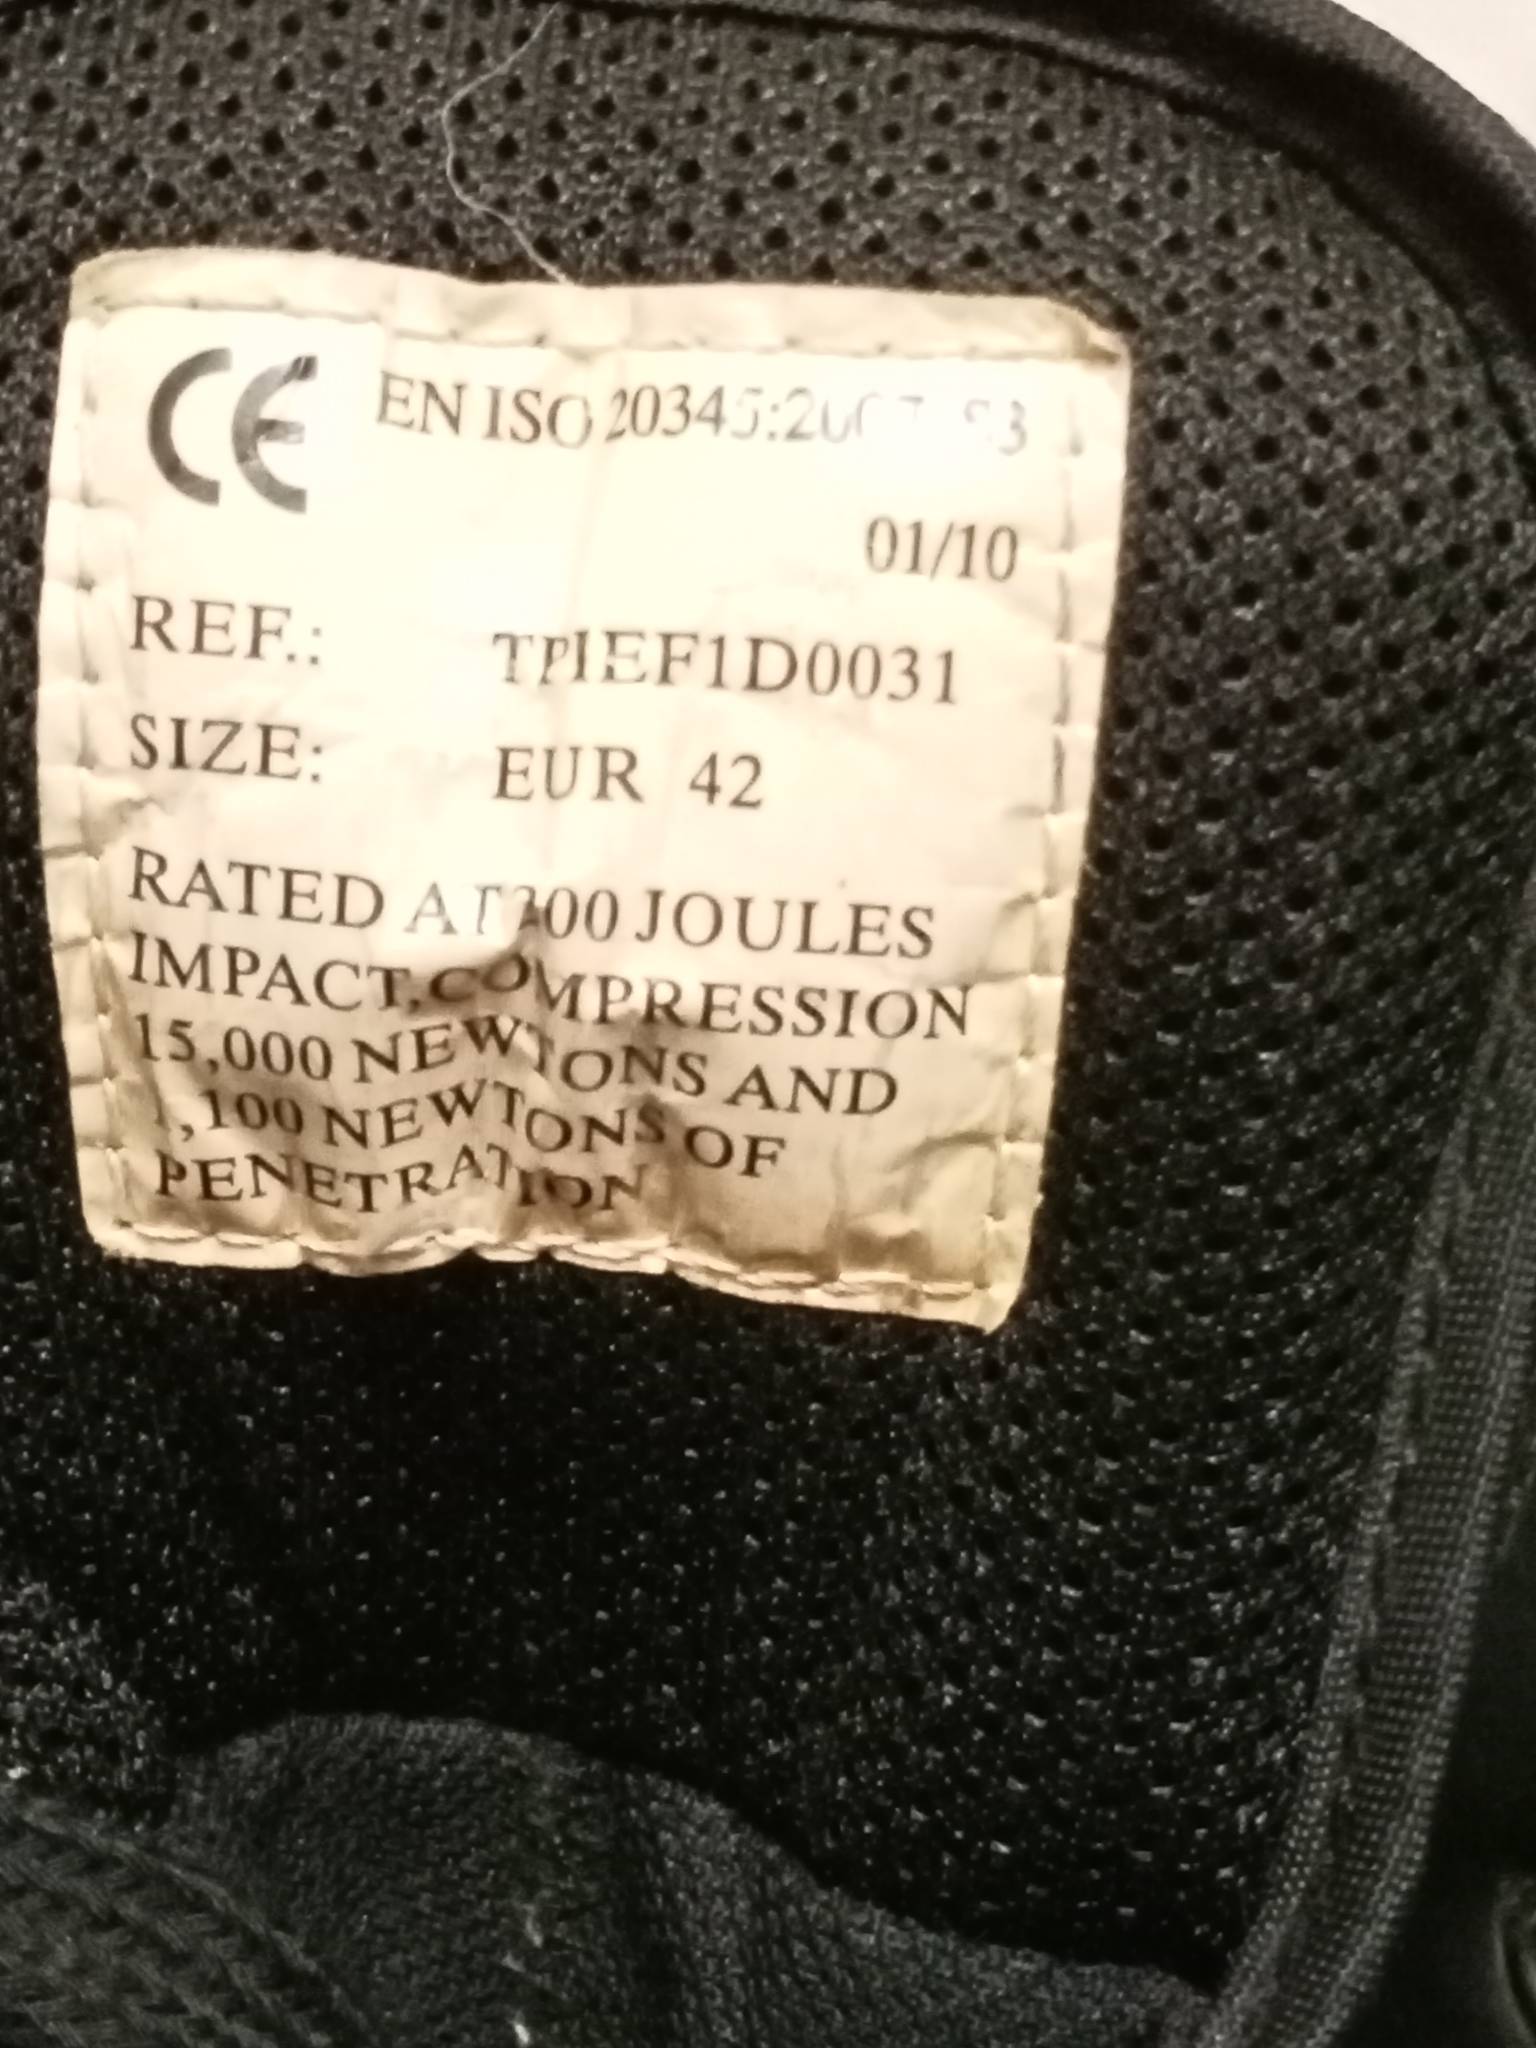 CE EN ISO 20345:2007 S3
01/10
REF.: TPIEF1D0031
SIZE: EUR 42
RATED AT 200 JOULES
IMPACT,COMPRESSION
15,000 NEWTONS AND
1,100 NEWTONS OF
PENETRATION